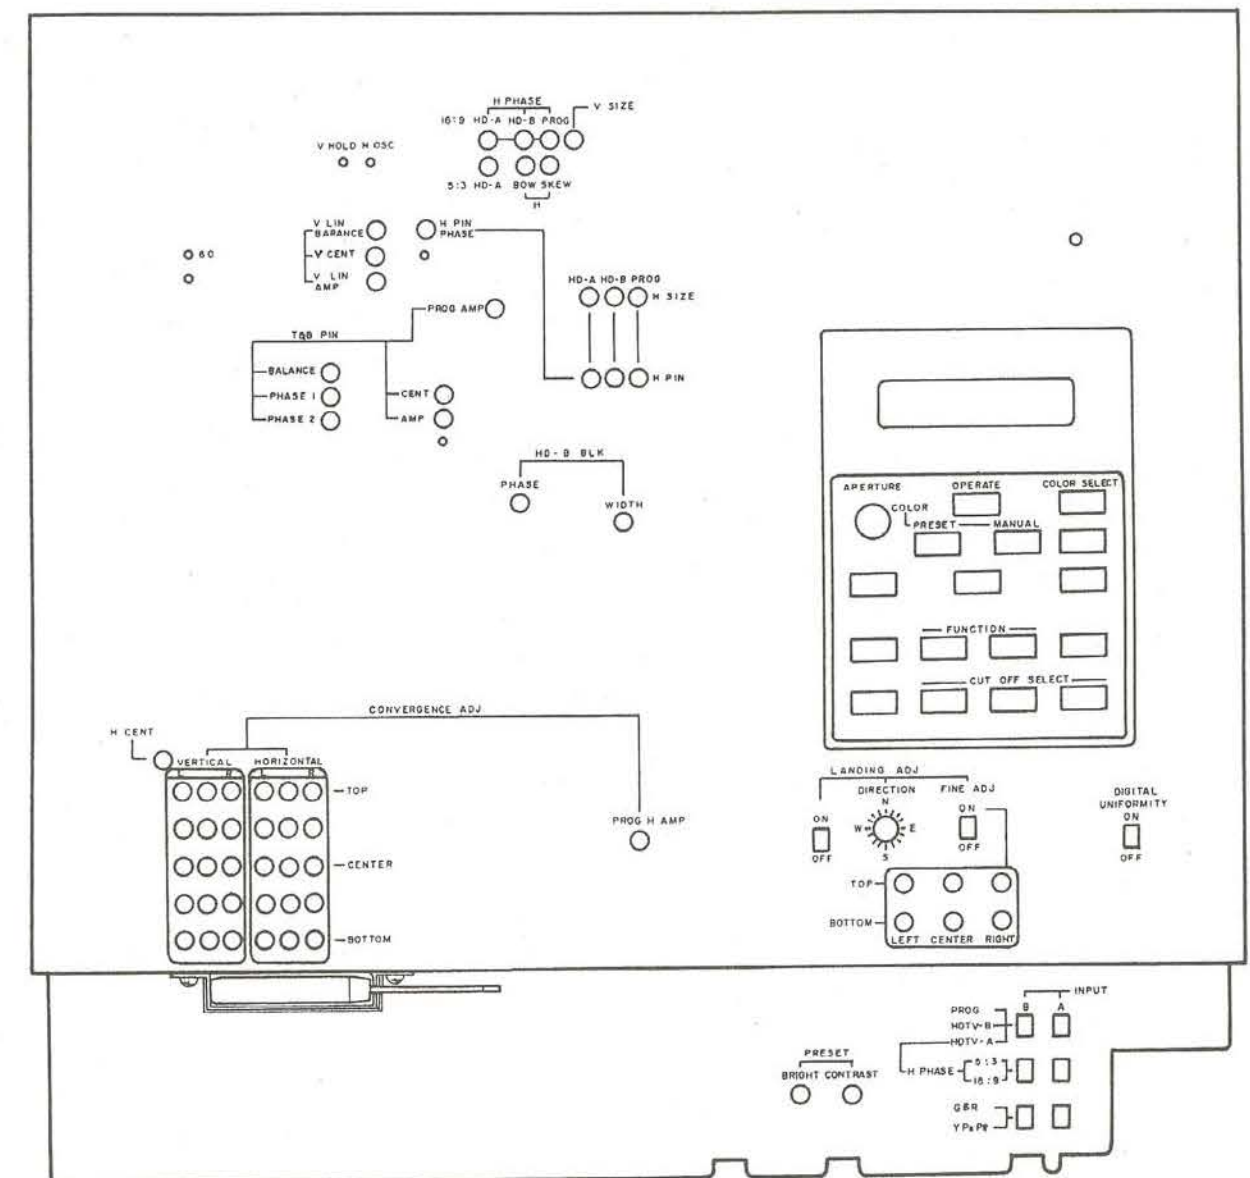 H PHASE
V SIZE
16:9 HD-A HD-B PROG
V HOLD H OSC
5:3 HD-A BOW SKEW
H
V LIN
BARANCE
H PIN
PHASE
60
V CENT
V LIN
AMP
HD-A HD-B PROG
H SIZE
PROG AMP
T&B PIN
BALANCE
PHASE 1
PHASE 2
CENT
AMP
H PIN
HD-B BLK
PHASE
WIDTH
APERTURE
OPERATE
COLOR SELECT
COLOR
PRESET
MANUAL
FUNCTION
CUT OFF SELECT
CONVERGENCE ADJ
H CENT
VERTICAL
HORIZONTAL
L R L R
TOP
CENTER
BOTTOM
PROG H AMP
LANDING ADJ
DIRECTION
FINE ADJ
N
ON
W E
S
OFF
ON
OFF
DIGITAL
UNIFORMITY
ON
OFF
TOP
BOTTOM
LEFT CENTER RIGHT
INPUT
B A
PROG
HDTV-B
HDTV-A
H PHASE
5:3
16:9
GBR
PRESET
BRIGHT CONTRAST